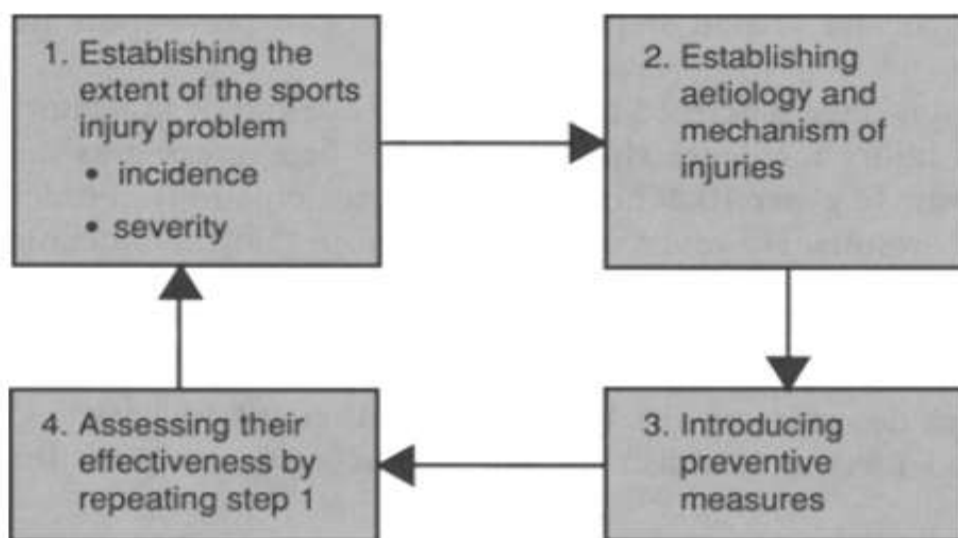 1. Establishing the
extent of the sports
injury problem
• incidence
• severity
2. Establishing
aetiology and
mechanism of
injuries
4. Assessing their
effectiveness by
repeating step 1
3. Introducing
preventive
measures